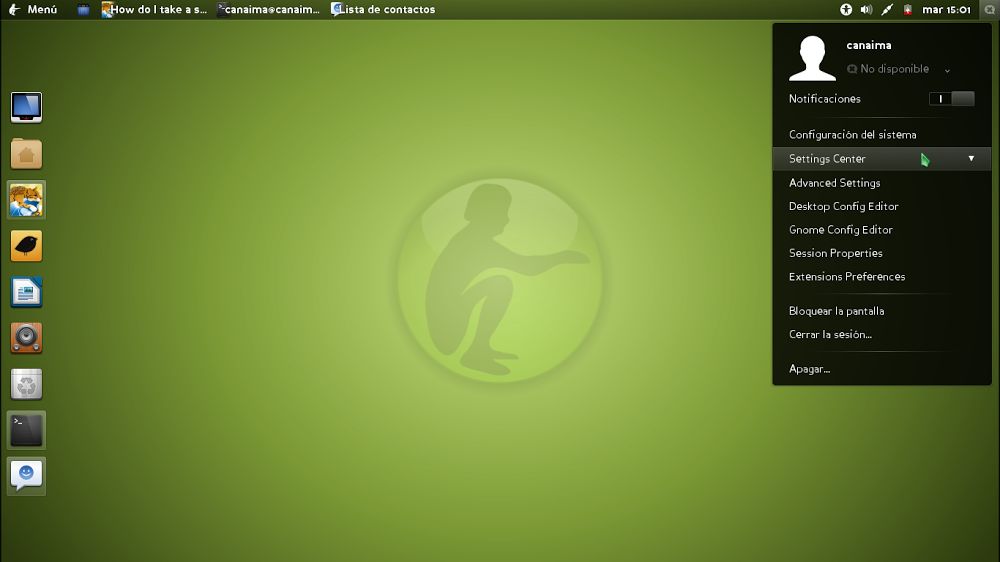 Menú
How do I take a s...
canaima@canaim...
Lista de contactos
mar 15:01
canaima
No disponible
Notificaciones
Configuración del sistema
Settings Center
Advanced Settings
Desktop Config Editor
Gnome Config Editor
Session Properties
Extensions Preferences
Bloquear la pantalla
Cerrar la sesión...
Apagar...